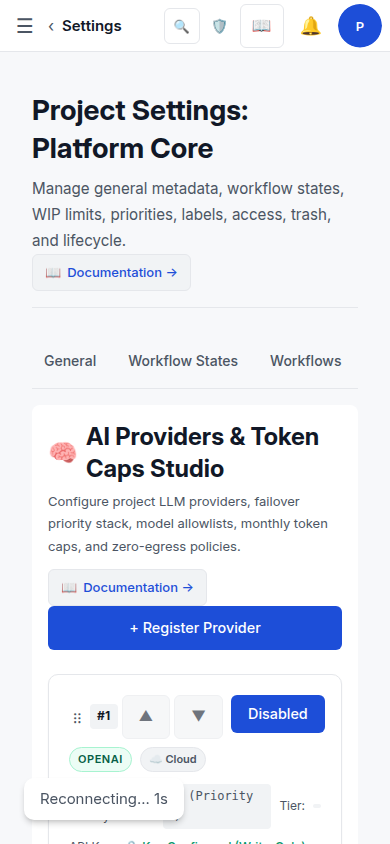 Settings
P
Project Settings:
Platform Core
Manage general metadata, workflow states,
WIP limits, priorities, labels, access, trash,
and lifecycle.
Documentation →
General Workflow States Workflows
AI Providers & Token
Caps Studio
Configure project LLM providers, failover
priority stack, model allowlists, monthly token
caps, and zero-egress policies.
Documentation →
+ Register Provider
#1 ▲ ▼ Disabled
OPENAI Cloud
(Priority
Tier:
Reconnecting... 1s